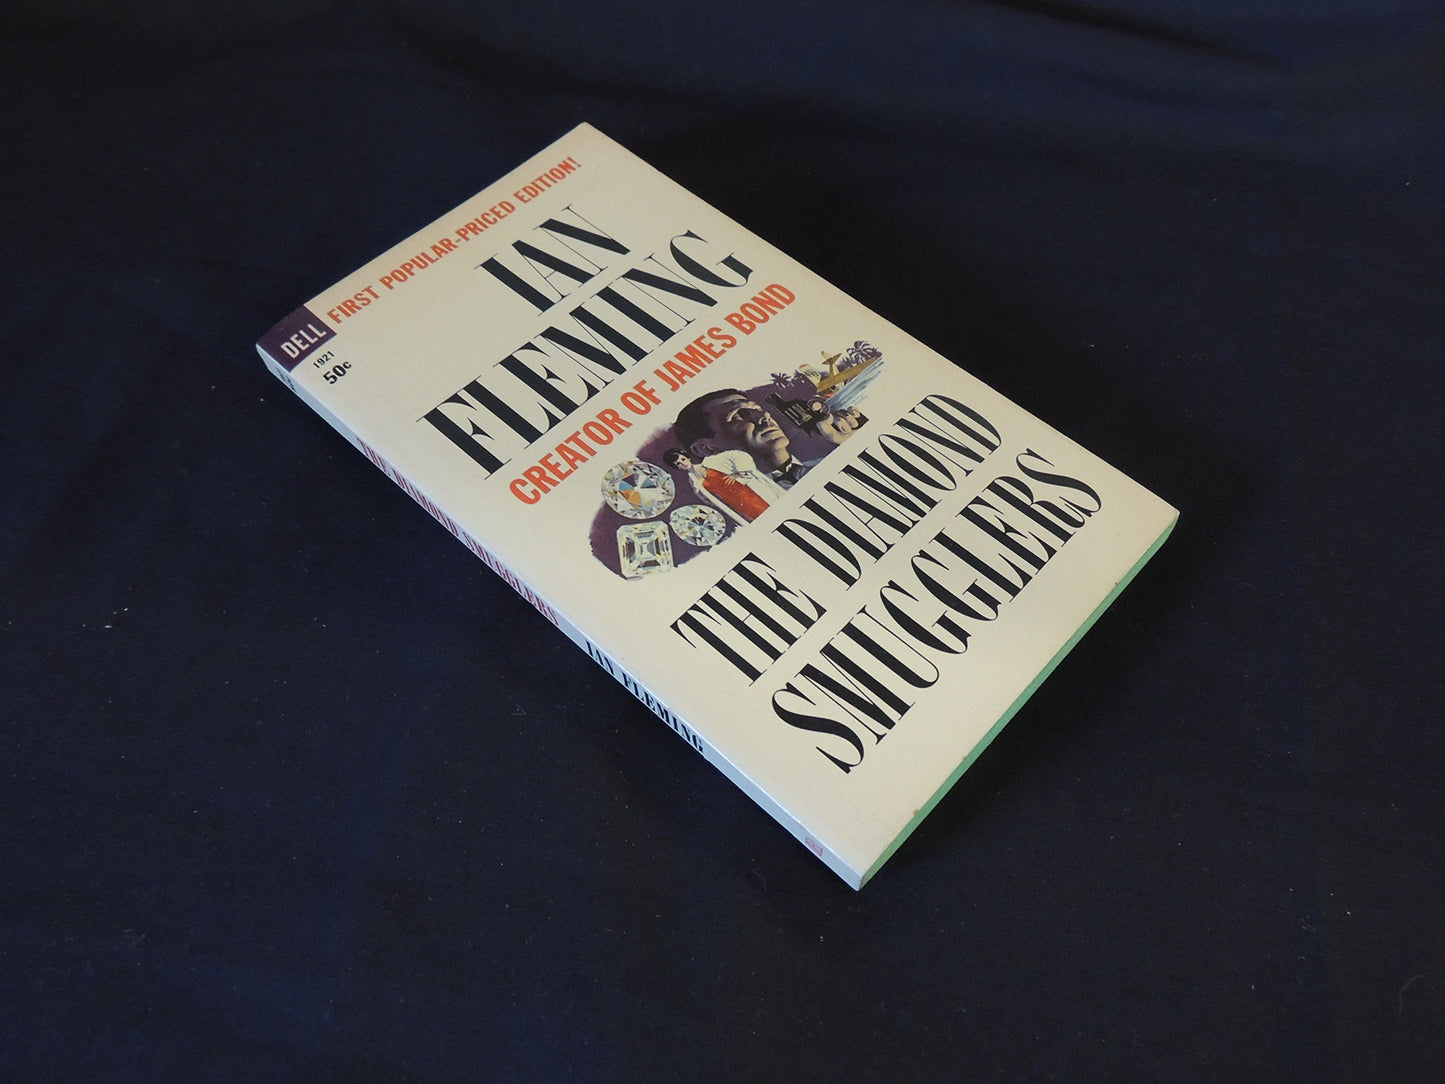 FIRST POPULAR-PRICED EDITION!
DELL
1921
50c
IAN
FLEMING
CREATOR OF JAMES BOND
THE DIAMOND
SMUGGLERS
THE DIAMOND SMUGGLERS IAN FLEMING